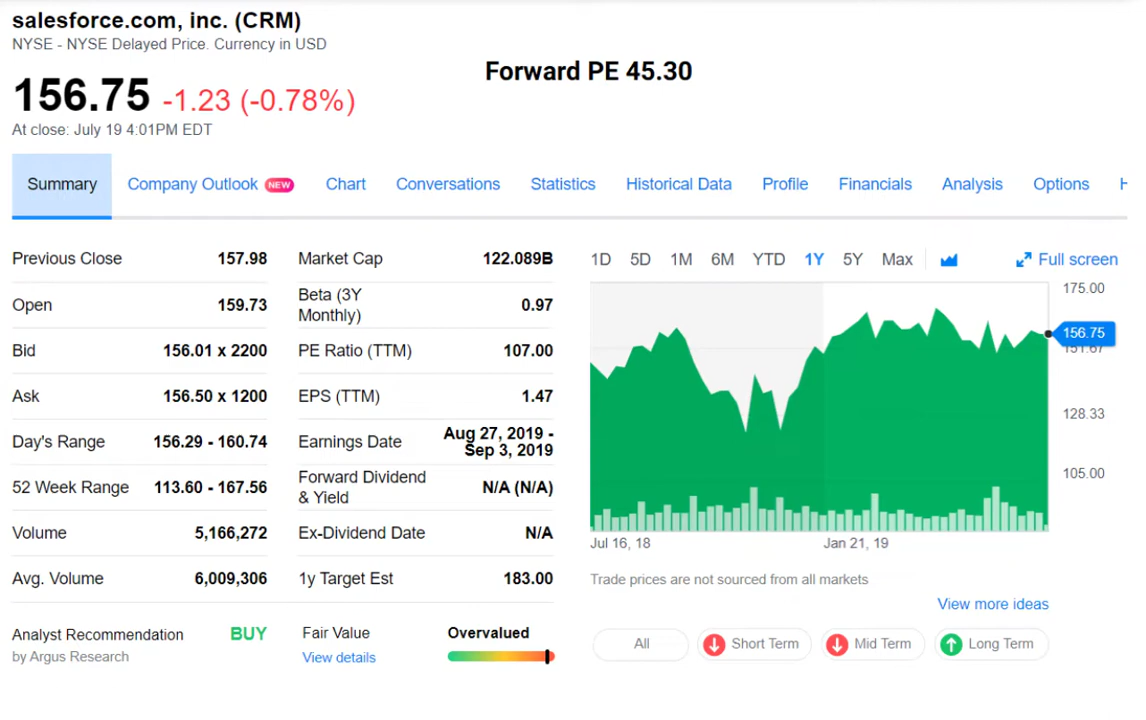 salesforce.com, inc. (CRM)
NYSE - NYSE Delayed Price. Currency in USD
Forward PE 45.30
156.75 -1.23 (-0.78%)
At close: July 19 4:01PM EDT
Summary Company Outlook NEW Chart Conversations Statistics Historical Data Profile Financials Analysis Options H
Previous Close 157.98
Open 159.73
Bid 156.01 x 2200
Ask 156.50 x 1200
Day's Range 156.29 - 160.74
52 Week Range 113.60 - 167.56
Volume 5,166,272
Avg. Volume 6,009,306
Market Cap 122.089B
Beta (3Y
Monthly) 0.97
PE Ratio (TTM) 107.00
EPS (TTM) 1.47
Earnings Date Aug 27, 2019 -
Sep 3, 2019
Forward Dividend
& Yield N/A (N/A)
Ex-Dividend Date N/A
1y Target Est 183.00
1D 5D 1M 6M YTD 1Y 5Y Max Full screen
175.00
156.75
151.67
128.33
105.00
Jul 16, 18 Jan 21, 19
Trade prices are not sourced from all markets
View more ideas
All Short Term Mid Term Long Term
Analyst Recommendation BUY
by Argus Research
Fair Value Overvalued
View details